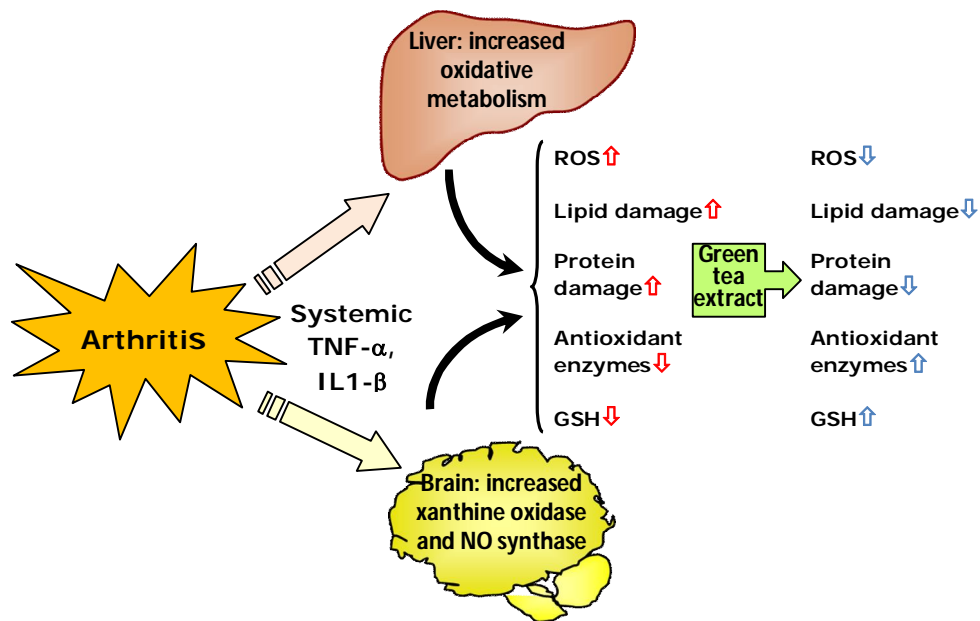 Liver: increased
oxidative
metabolism
Arthritis
Systemic
TNF-α,
IL1-β
Brain: increased
xanthine oxidase
and NO synthase
ROS⇧
Lipid damage⇧
Protein
damage⇧
Antioxidant
enzymes⇩
GSH⇩
Green
tea
extract
ROS⇩
Lipid damage⇩
Protein
damage⇩
Antioxidant
enzymes⇧
GSH⇧